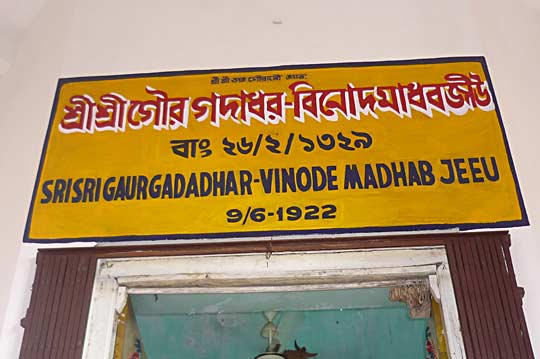 শ্রীশ্রী গৌর গদাধর-বিনোদমাধবজীউ
বাং ২৬/২/১৩২৯
SRISRI GAURGADADHAR-VINODE MADHAB JEEU
9/6-1922